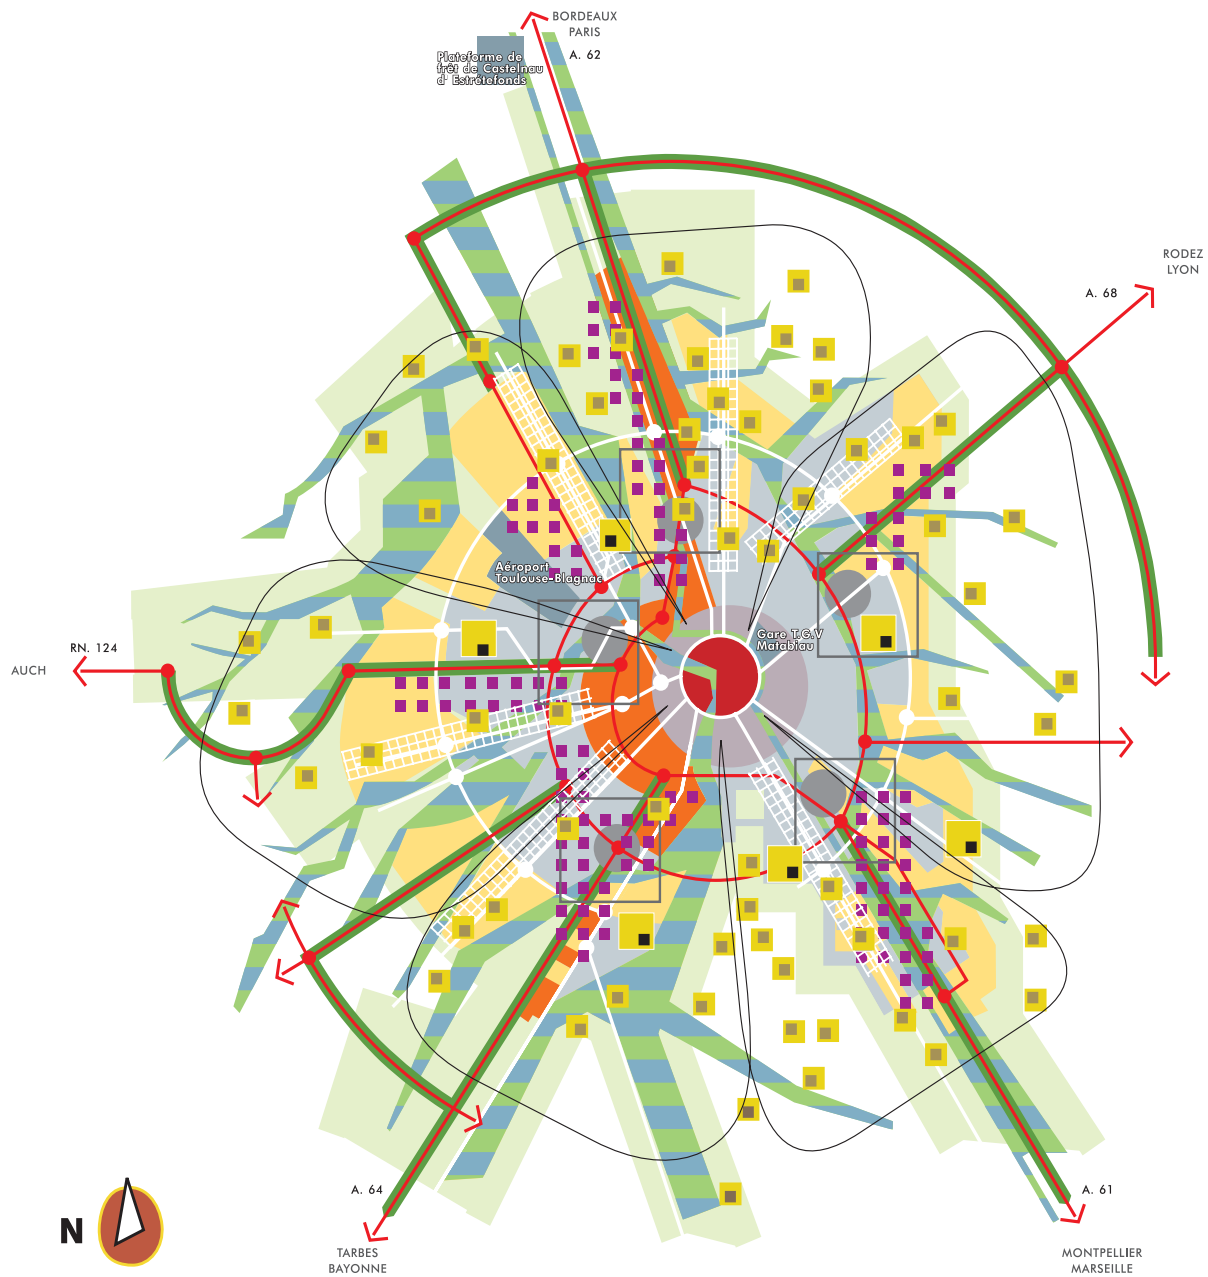 BORDEAUX
PARIS
A. 62
Plateforme de
frêt de Castelnau
d' Estrétefonds
RODEZ
LYON
A. 68
Aéroport
Toulouse-Blagnac
Gare T.G.V
Matabiau
RN. 124
AUCH
A. 64
A. 61
N
TARBES
BAYONNE
MONTPELLIER
MARSEILLE